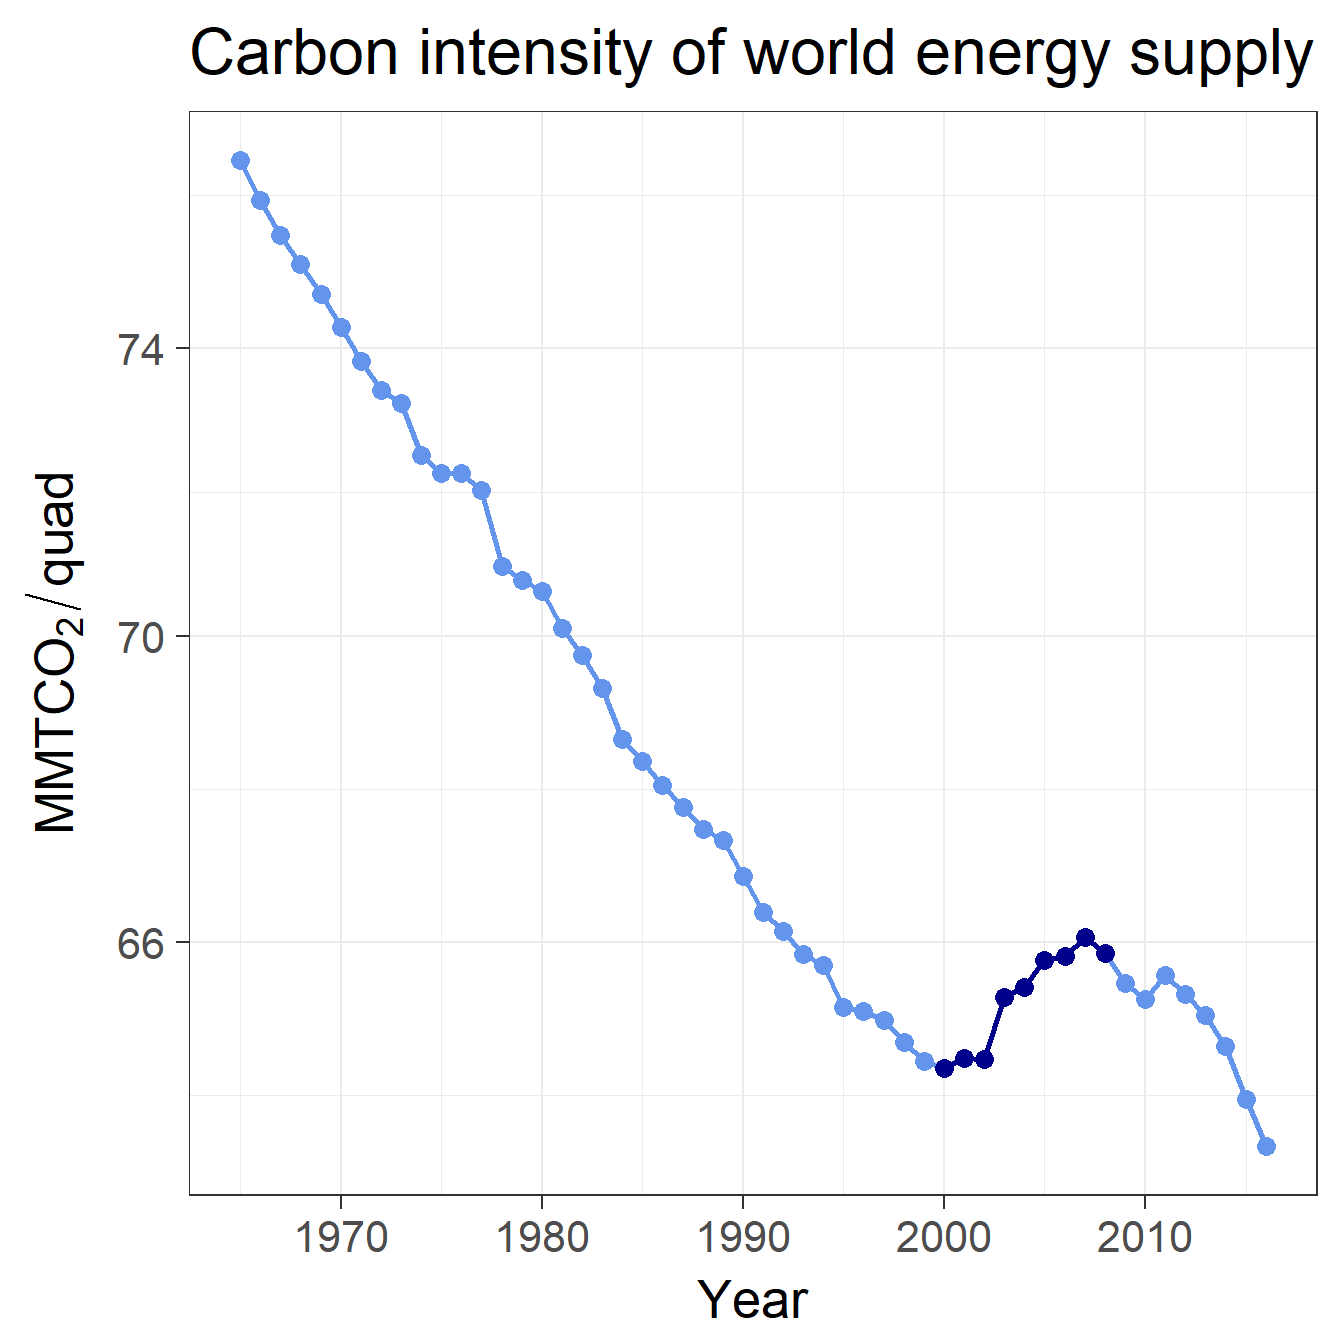 Carbon intensity of world energy supply
MMTCO₂/quad
74
70
66
1970 1980 1990 2000 2010
Year